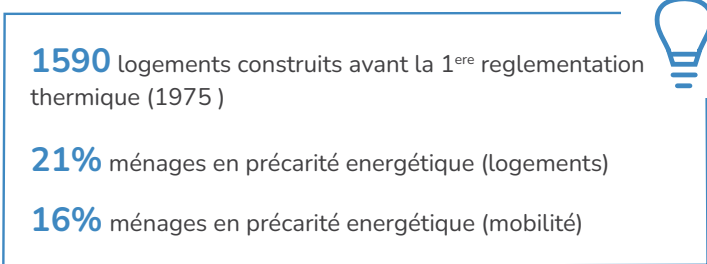 1590 logements construits avant la 1ere reglementation
thermique (1975 )
21% ménages en précarité energétique (logements)
16% ménages en précarité energétique (mobilité)